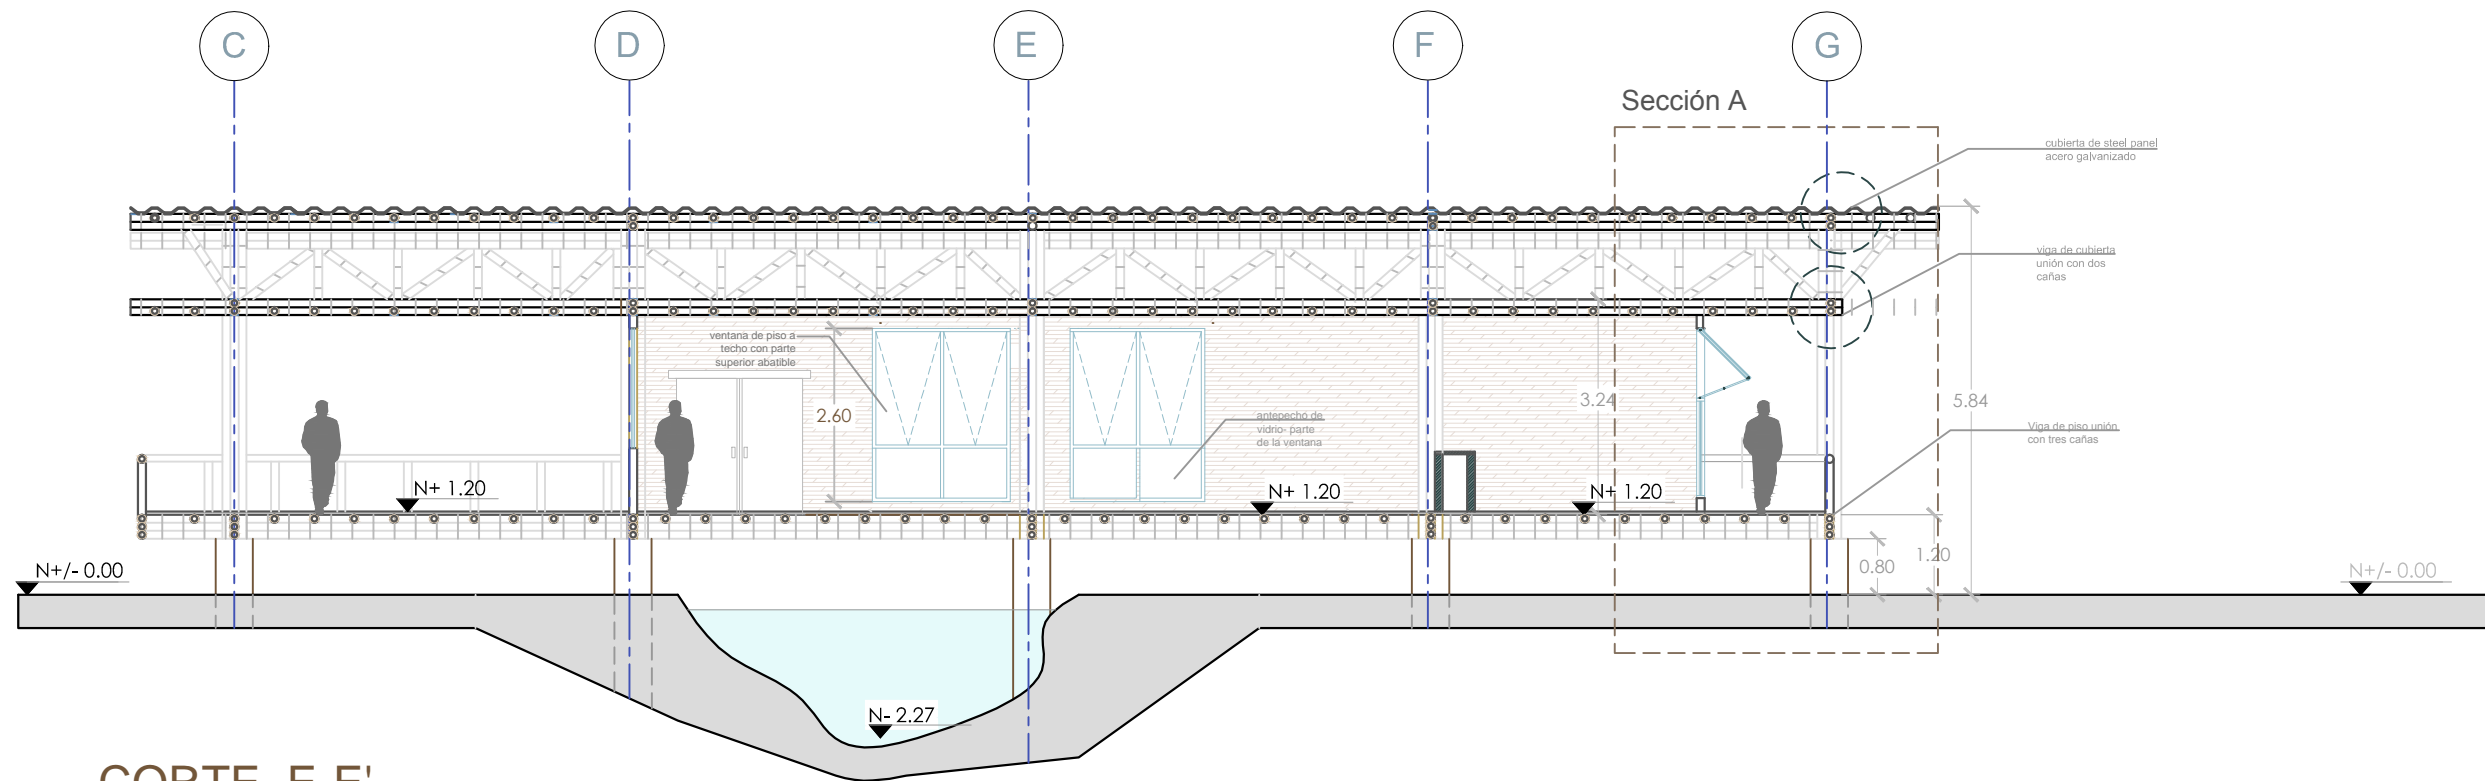 C
D
E
F
G
Sección A
cubierta de steel panel
acero galvanizado
viga de cubierta
unión con dos
cañas
ventana de piso a
techo con parte
superior abatible
2.60
3.24
5.84
antepecho de
vidrio- parte
de la ventana
Viga de piso unión
con tres cañas
N+ 1.20
N+ 1.20
N+ 1.20
1.20
0.80
N+/- 0.00
N+/- 0.00
N- 2.27
CORTE E-E'